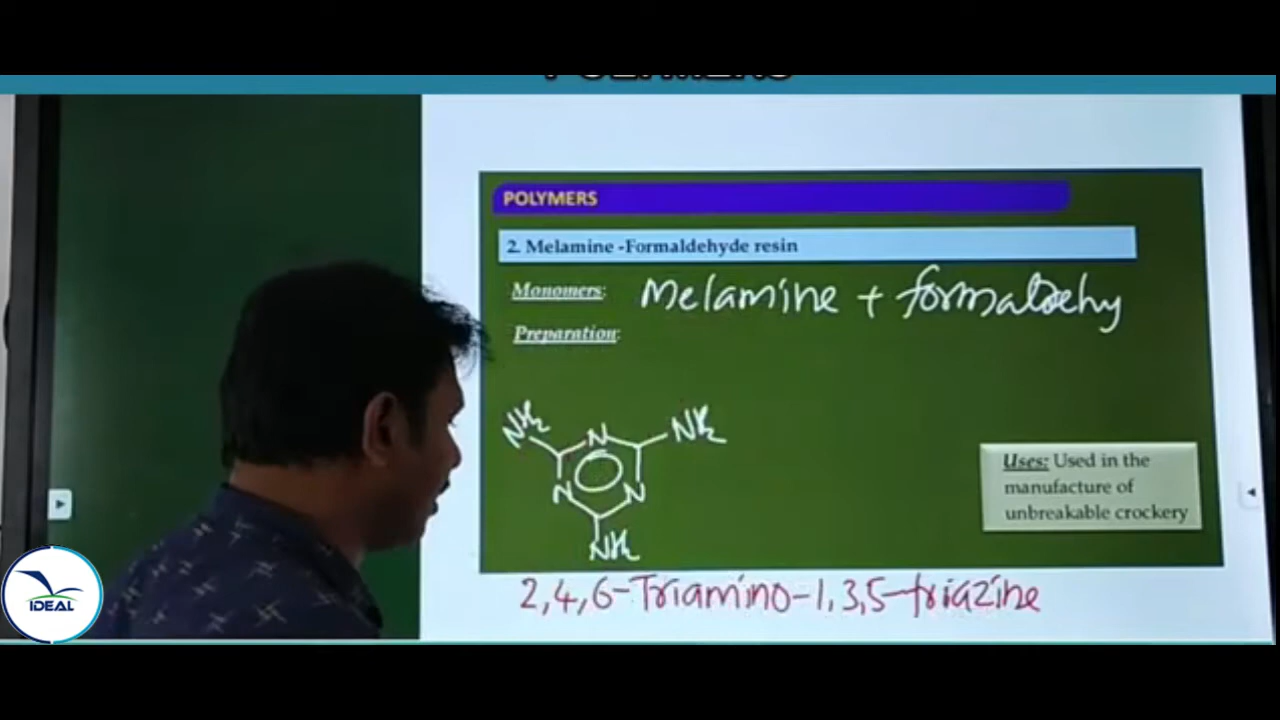 POLYMERS
POLYMERS
2. Melamine -Formaldehyde resin
Monomers: Melamine + formaldehy
Preparation:
NH2
N
NH2
N
N
NH2
Uses: Used in the
manufacture of
unbreakable crockery
2,4,6-Triamino-1,3,5-triazine
IDEAL